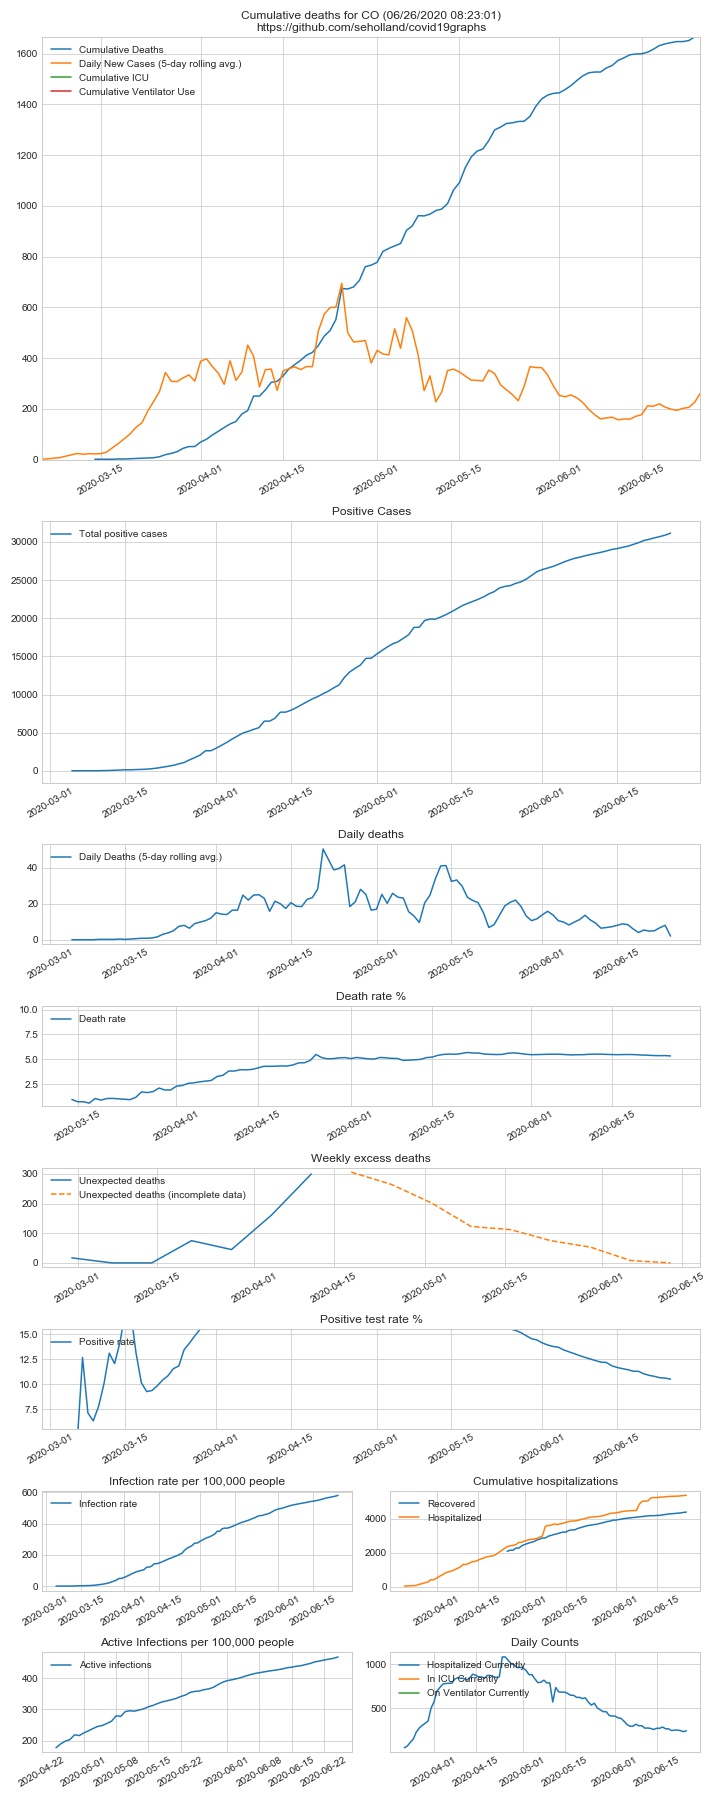 Cumulative deaths for CO (06/26/2020 08:23:01)
https://github.com/seholland/covid19graphs
Cumulative Deaths
Daily New Cases (5-day rolling avg.)
Cumulative ICU
Cumulative Ventilator Use
1600
1400
1200
1000
800
600
400
200
0
2020-03-15 2020-04-01 2020-04-15 2020-05-01 2020-05-15 2020-06-01 2020-06-15
Positive Cases
Total positive cases
30000
25000
20000
15000
10000
5000
0
2020-03-01 2020-03-15 2020-04-01 2020-04-15 2020-05-01 2020-05-15 2020-06-01 2020-06-15
Daily deaths
Daily Deaths (5-day rolling avg.)
40
20
0
2020-03-01 2020-03-15 2020-04-01 2020-04-15 2020-05-01 2020-05-15 2020-06-01 2020-06-15
Death rate %
10.0
Death rate
7.5
5.0
2.5
2020-03-15 2020-04-01 2020-04-15 2020-05-01 2020-05-15 2020-06-01 2020-06-15
Weekly excess deaths
300
Unexpected deaths
Unexpected deaths (incomplete data)
200
100
0
2020-03-01 2020-03-15 2020-04-01 2020-04-15 2020-05-01 2020-05-15 2020-06-01 2020-06-15
Positive test rate %
15.0
Positive rate
12.5
10.0
7.5
2020-03-01 2020-03-15 2020-04-01 2020-04-15 2020-05-01 2020-05-15 2020-06-01 2020-06-15
Infection rate per 100,000 people
600
Infection rate
400
200
0
2020-03-01 2020-03-15 2020-04-01 2020-04-15 2020-05-01 2020-05-15 2020-06-01 2020-06-15
Cumulative hospitalizations
Recovered
Hospitalized
4000
2000
0
2020-04-01 2020-04-15 2020-05-01 2020-05-15 2020-06-01 2020-06-15
Active Infections per 100,000 people
Active infections
400
300
200
2020-04-22 2020-05-01 2020-05-08 2020-05-15 2020-05-22 2020-06-01 2020-06-08 2020-06-15 2020-06-22
Daily Counts
1000
Hospitalized Currently
In ICU Currently
On Ventilator Currently
500
2020-04-01 2020-04-15 2020-05-01 2020-05-15 2020-06-01 2020-06-15